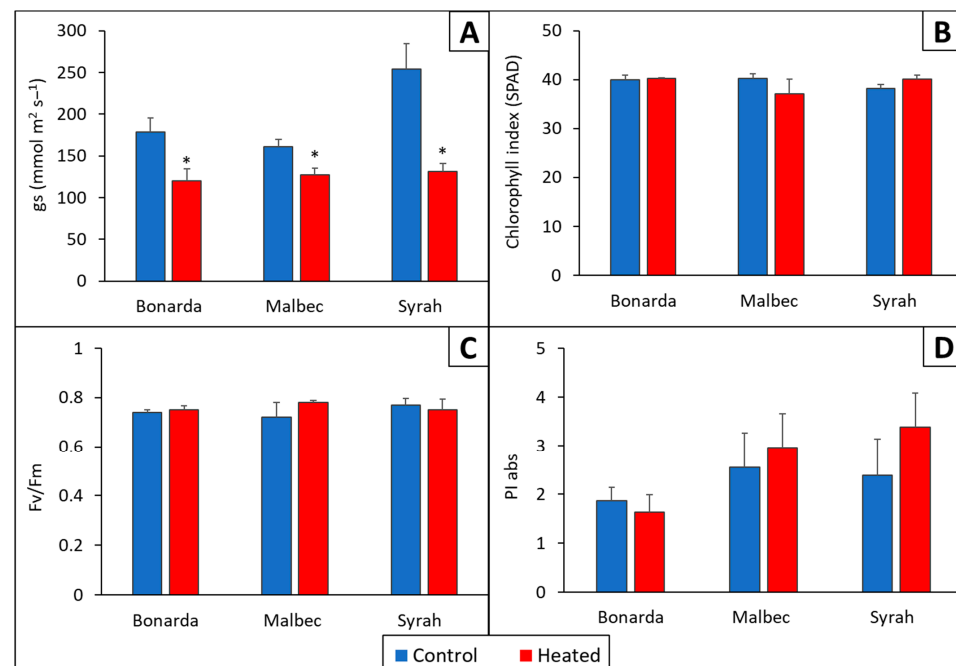 A
gs (mmol m² s⁻¹)
300
250
200
150
100
50
0
*
*
*
Bonarda Malbec Syrah
B
Chlorophyll index (SPAD)
50
40
30
20
10
0
Bonarda Malbec Syrah
C
Fv/Fm
1
0.8
0.6
0.4
0.2
0
Bonarda Malbec Syrah
D
PI abs
5
4
3
2
1
0
Bonarda Malbec Syrah
Control Heated